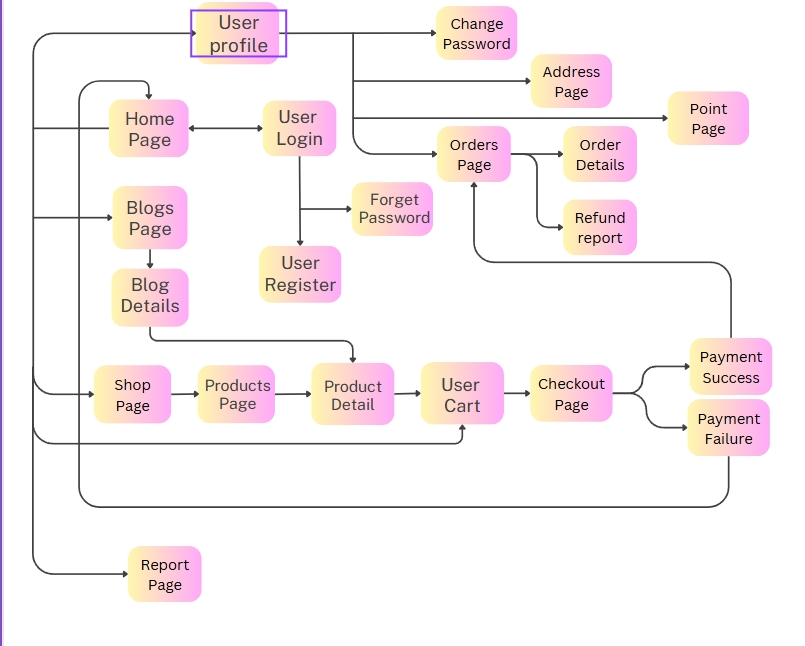 User
profile
Change
Password
Address
Page
Point
Page
Home
Page
User
Login
Orders
Page
Order
Details
Forget
Password
Blogs
Page
Refund
report
User
Register
Blog
Details
Payment
Success
Shop
Page
Products
Page
Product
Detail
User
Cart
Checkout
Page
Payment
Failure
Report
Page